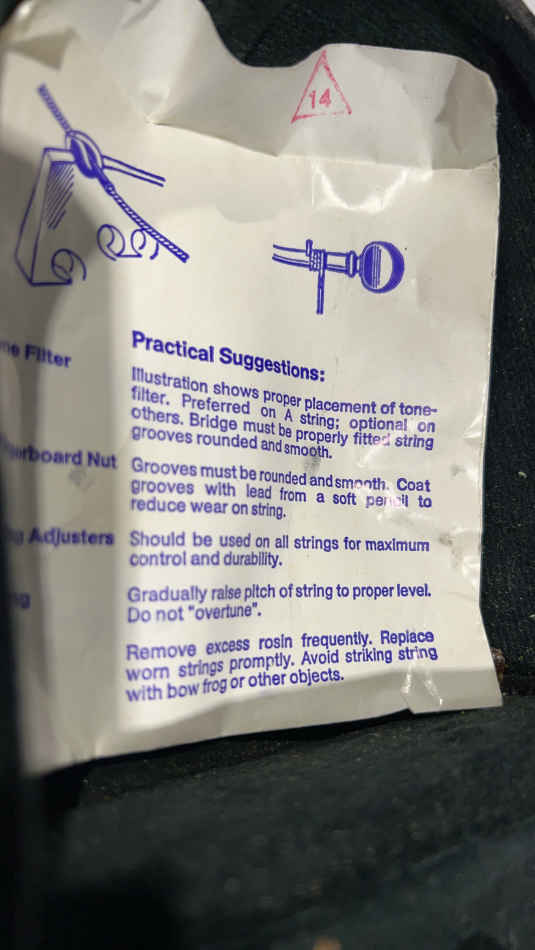 14
Practical Suggestions:
Filter
Illustration shows proper placement of tone-
filter. Preferred on A string; optional on
others. Bridge must be properly fitted string
grooves rounded and smooth.
Nut
Grooves must be rounded and smooth. Coat
grooves with lead from a soft pencil to
reduce wear on string.
Adjusters
Should be used on all strings for maximum
control and durability.
Gradually raise pitch of string to proper level.
Do not "overtune".
Remove excess rosin frequently. Replace
worn strings promptly. Avoid striking string
with bow frog or other objects.